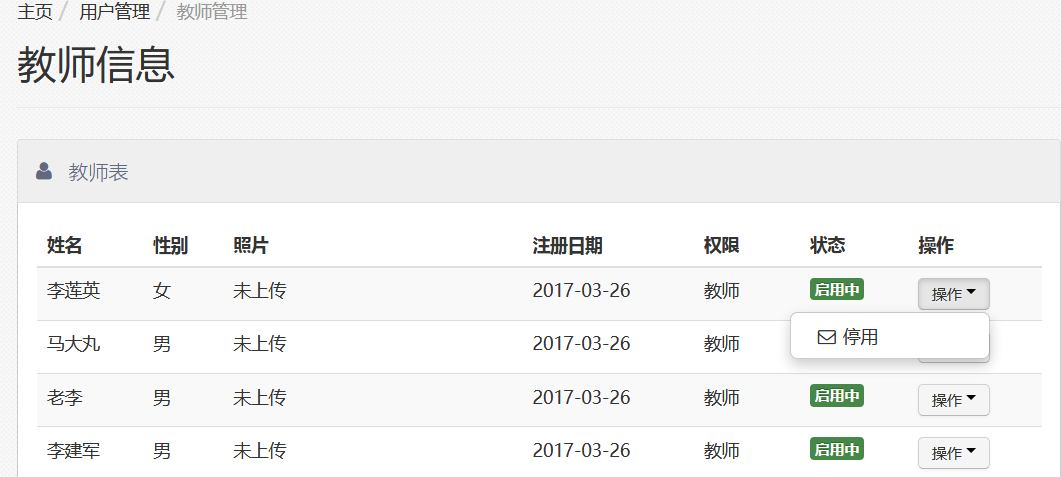 主页 / 用户管理 / 教师管理
教师信息
教师表
姓名 性别 照片 注册日期 权限 状态 操作
李莲英 女 未上传 2017-03-26 教师 启用中 操作
停用
马大丸 男 未上传 2017-03-26 教师
老李 男 未上传 2017-03-26 教师 启用中 操作
李建军 男 未上传 2017-03-26 教师 启用中 操作